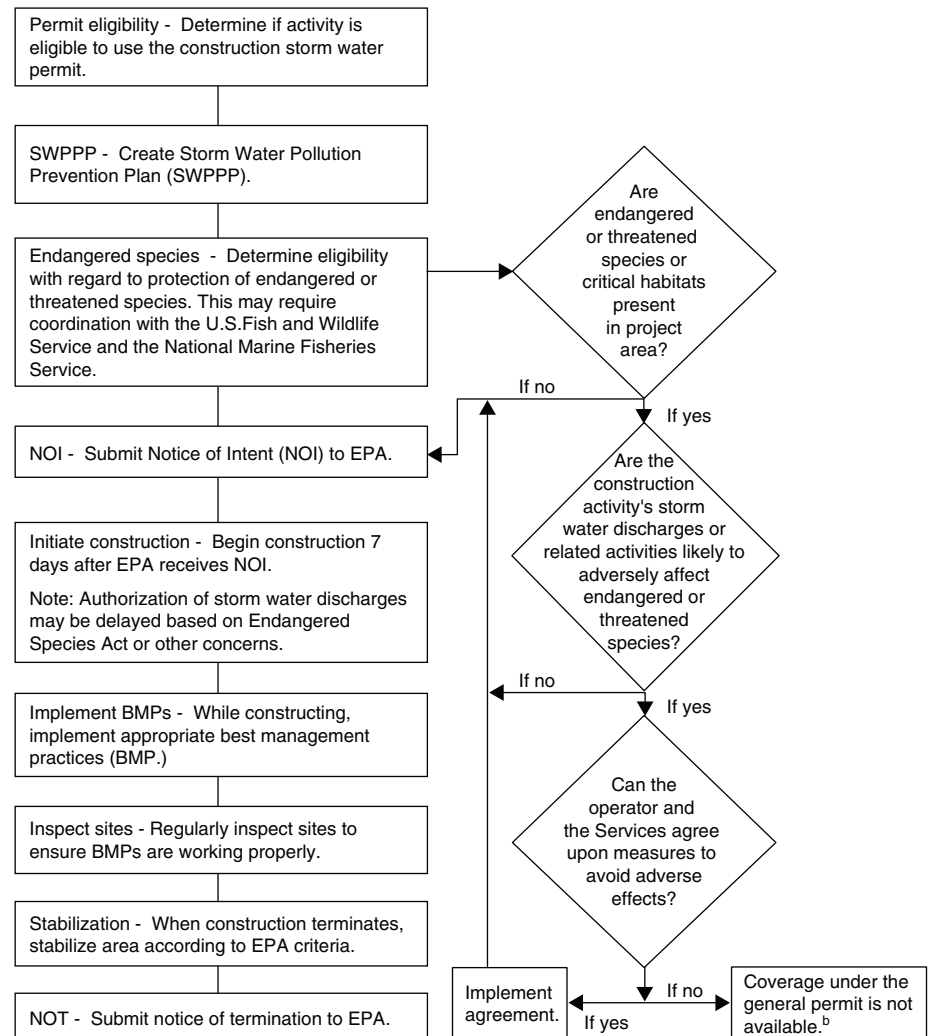 Permit eligibility - Determine if activity is
eligible to use the construction storm water
permit.
SWPPP - Create Storm Water Pollution
Prevention Plan (SWPPP).
Endangered species - Determine eligibility
with regard to protection of endangered or
threatened species. This may require
coordination with the U.S.Fish and Wildlife
Service and the National Marine Fisheries
Service.
NOI - Submit Notice of Intent (NOI) to EPA.
Initiate construction - Begin construction 7
days after EPA receives NOI.
Note: Authorization of storm water discharges
may be delayed based on Endangered
Species Act or other concerns.
Implement BMPs - While constructing,
implement appropriate best management
practices (BMP.)
Inspect sites - Regularly inspect sites to
ensure BMPs are working properly.
Stabilization - When construction terminates,
stabilize area according to EPA criteria.
NOT - Submit notice of termination to EPA.
Are
endangered
or threatened
species or
critical habitats
present
in project
area?
If no
If yes
Are the
construction
activity's storm
water discharges or
related activities likely to
adversely affect
endangered or
threatened
species?
If no
If yes
Can the
operator and
the Services agree
upon measures to
avoid adverse
effects?
If no
If yes
Implement
agreement.
Coverage under the
general permit is not
available.b